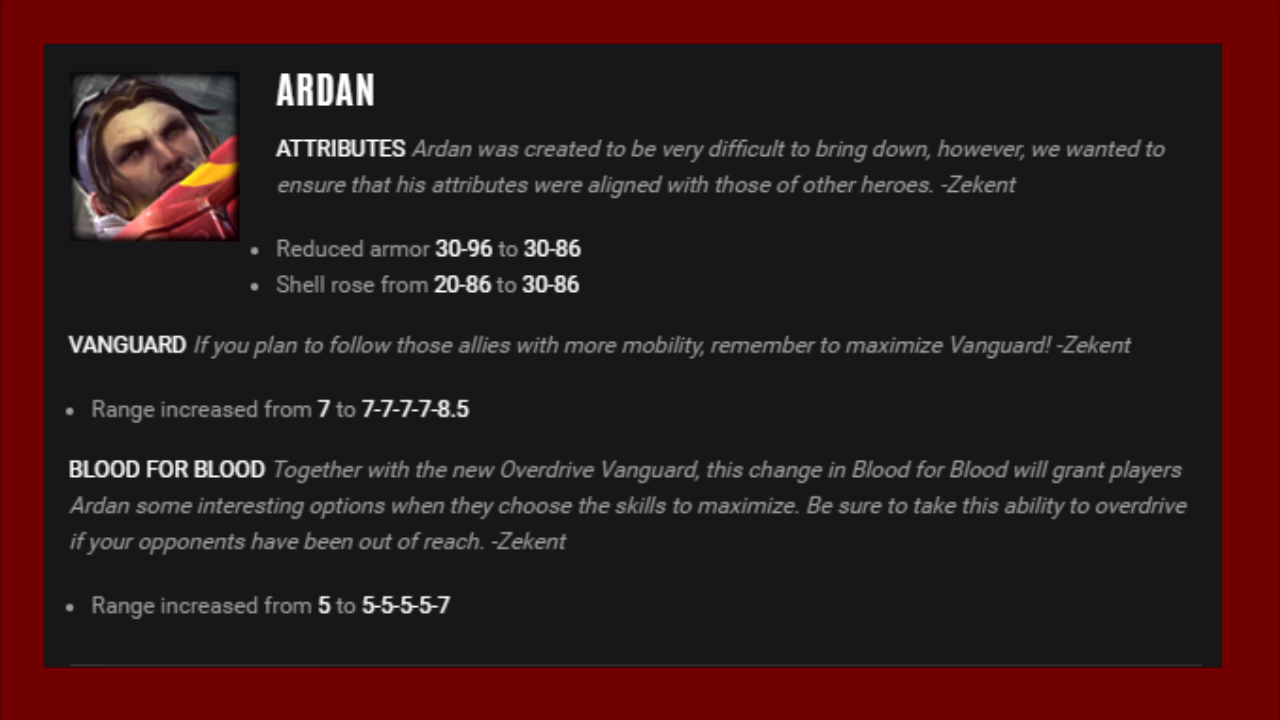 ARDAN
ATTRIBUTES Ardan was created to be very difficult to bring down, however, we wanted to
ensure that his attributes were aligned with those of other heroes. -Zekent
• Reduced armor 30-96 to 30-86
• Shell rose from 20-86 to 30-86
VANGUARD If you plan to follow those allies with more mobility, remember to maximize Vanguard! -Zekent
• Range increased from 7 to 7-7-7-7-8.5
BLOOD FOR BLOOD Together with the new Overdrive Vanguard, this change in Blood for Blood will grant players
Ardan some interesting options when they choose the skills to maximize. Be sure to take this ability to overdrive
if your opponents have been out of reach. -Zekent
• Range increased from 5 to 5-5-5-5-7